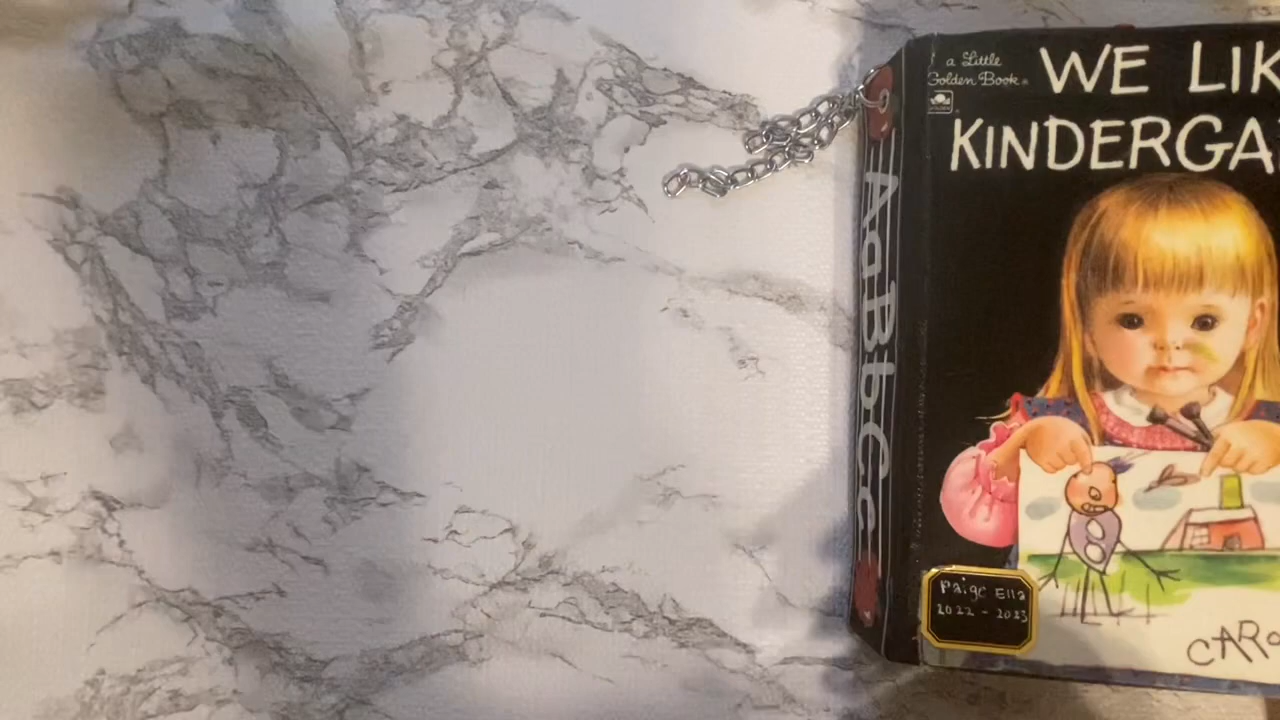 a Little
Golden Book®
WE LIK
KINDERGA
AaBbCc
Paige Ella
2022 - 2023
CARO